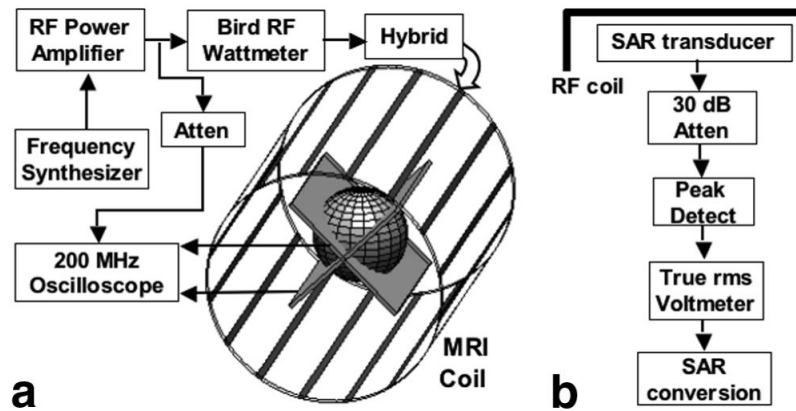 RF Power
Amplifier
Bird RF
Wattmeter
Hybrid
Atten
Frequency
Synthesizer
200 MHz
Oscilloscope
MRI
Coil
a
SAR transducer
RF coil
30 dB
Atten
Peak
Detect
True rms
Voltmeter
SAR
conversion
b